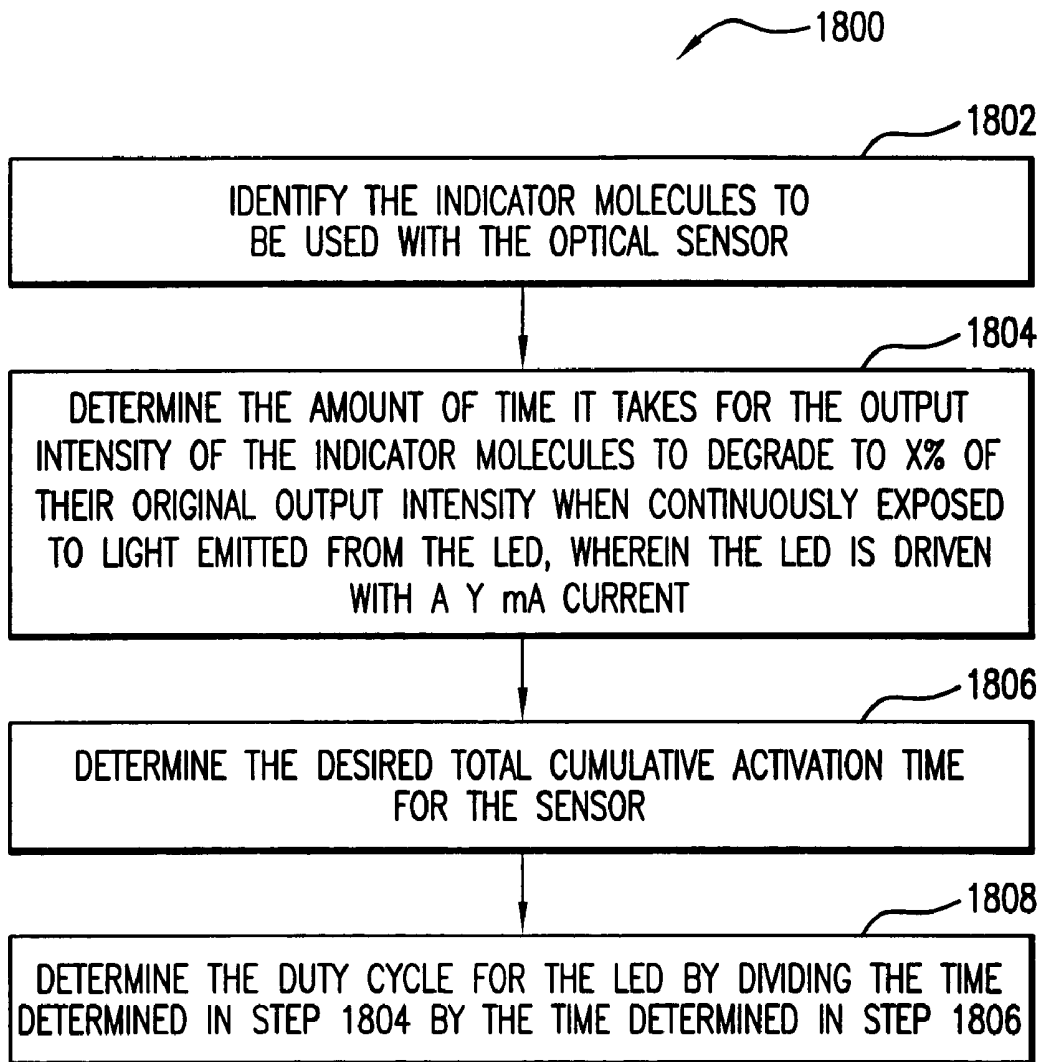 1800
1802
IDENTIFY THE INDICATOR MOLECULES TO
BE USED WITH THE OPTICAL SENSOR
1804
DETERMINE THE AMOUNT OF TIME IT TAKES FOR THE OUTPUT
INTENSITY OF THE INDICATOR MOLECULES TO DEGRADE TO X% OF
THEIR ORIGINAL OUTPUT INTENSITY WHEN CONTINUOUSLY EXPOSED
TO LIGHT EMITTED FROM THE LED, WHEREIN THE LED IS DRIVEN
WITH A Y mA CURRENT
1806
DETERMINE THE DESIRED TOTAL CUMULATIVE ACTIVATION TIME
FOR THE SENSOR
1808
DETERMINE THE DUTY CYCLE FOR THE LED BY DIVIDING THE TIME
DETERMINED IN STEP 1804 BY THE TIME DETERMINED IN STEP 1806